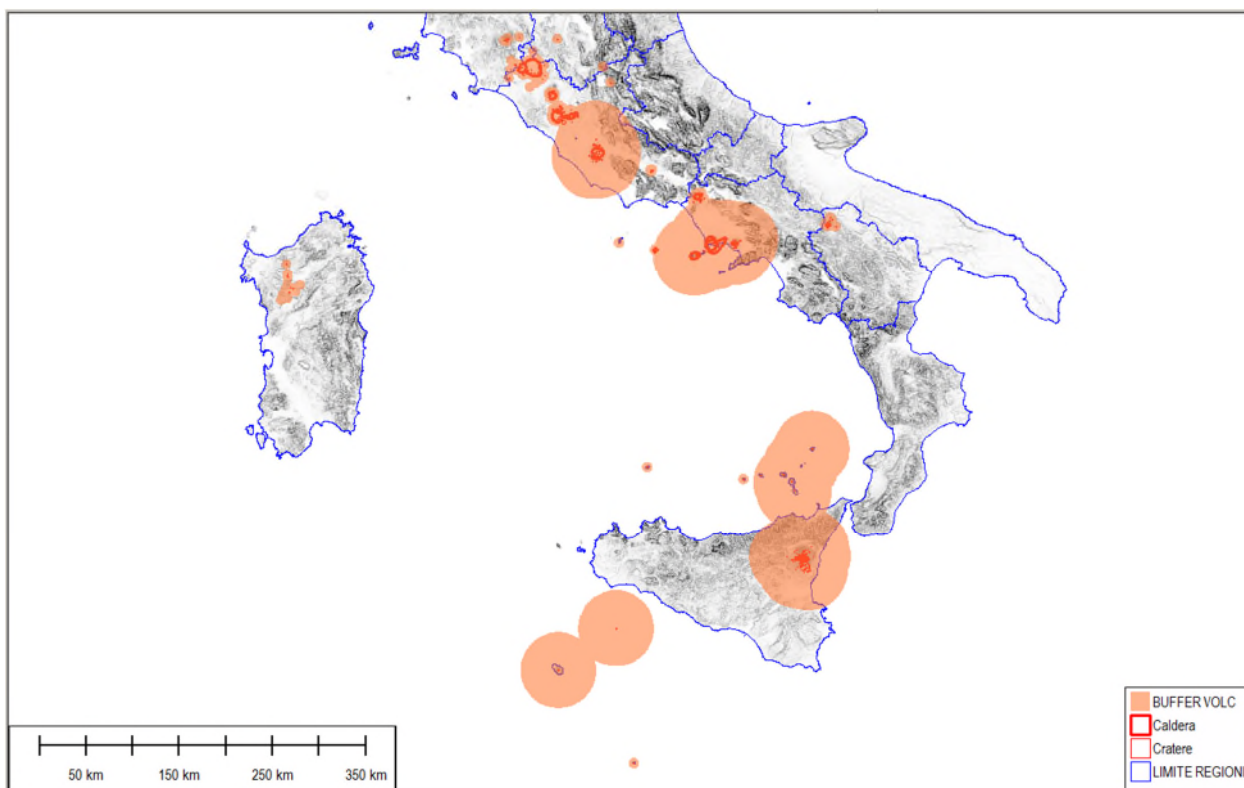 BUFFER VOLC
Caldera
Cratere
LIMITE REGIONI
50 km 150 km 250 km 350 km